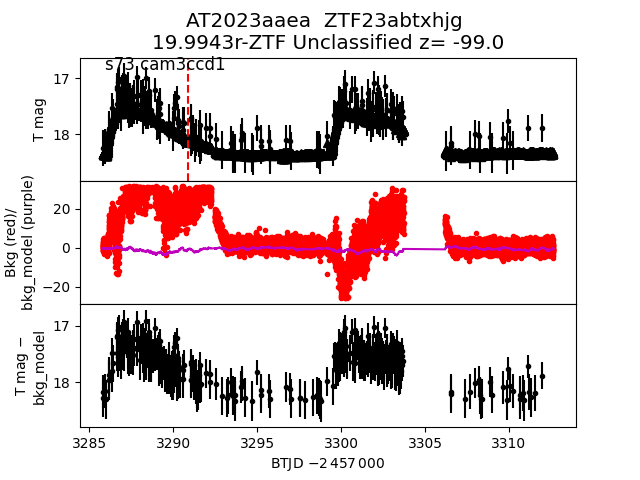 AT2023aaea  ZTF23abtxhjg
19.9943r-ZTF Unclassified z= -99.0
s73 cam3ccd1
17
18
T mag
20
0
−20
Bkg (red)/
bkg_model (purple)
17
18
T mag −
bkg_model
3285
3290
3295
3300
3305
3310
BTJD −2 457 000